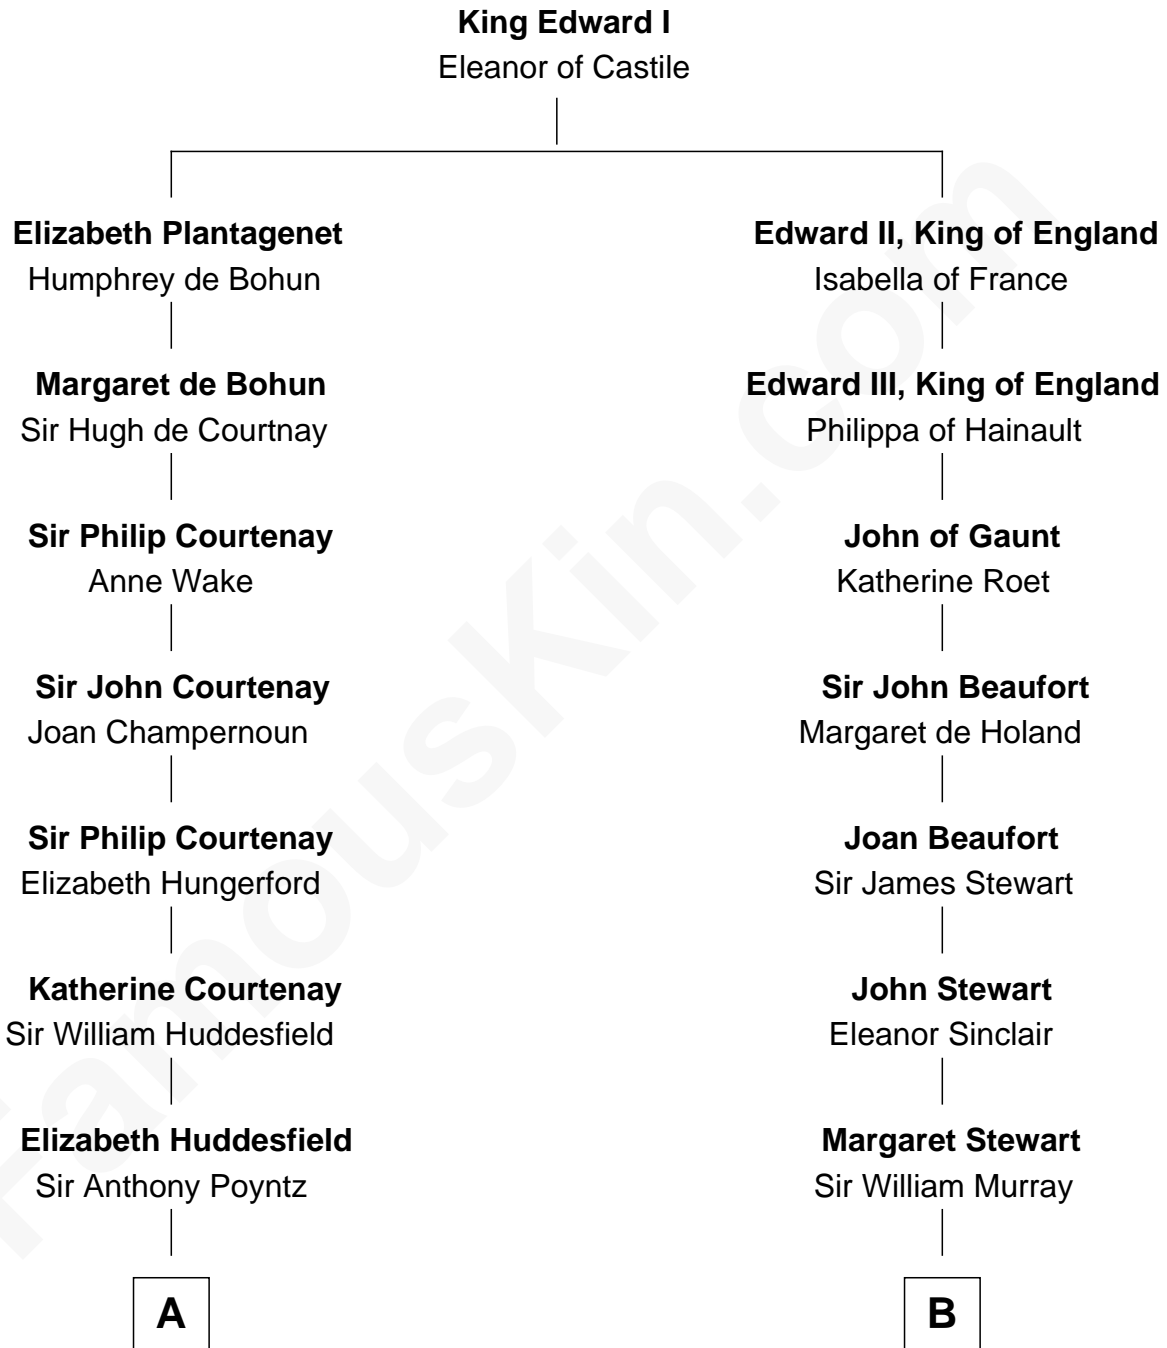 King Edward I
Eleanor of Castile
Elizabeth Plantagenet
Humphrey de Bohun
Margaret de Bohun
Sir Hugh de Courtnay
Sir Philip Courtenay
Anne Wake
Sir John Courtenay
Joan Champernoun
Sir Philip Courtenay
Elizabeth Hungerford
Katherine Courtenay
Sir William Huddesfield
Elizabeth Huddesfield
Sir Anthony Poyntz
A
Edward II, King of England
Isabella of France
Edward III, King of England
Philippa of Hainault
John of Gaunt
Katherine Roet
Sir John Beaufort
Margaret de Holand
Joan Beaufort
Sir James Stewart
John Stewart
Eleanor Sinclair
Margaret Stewart
Sir William Murray
B
FamousKin.com